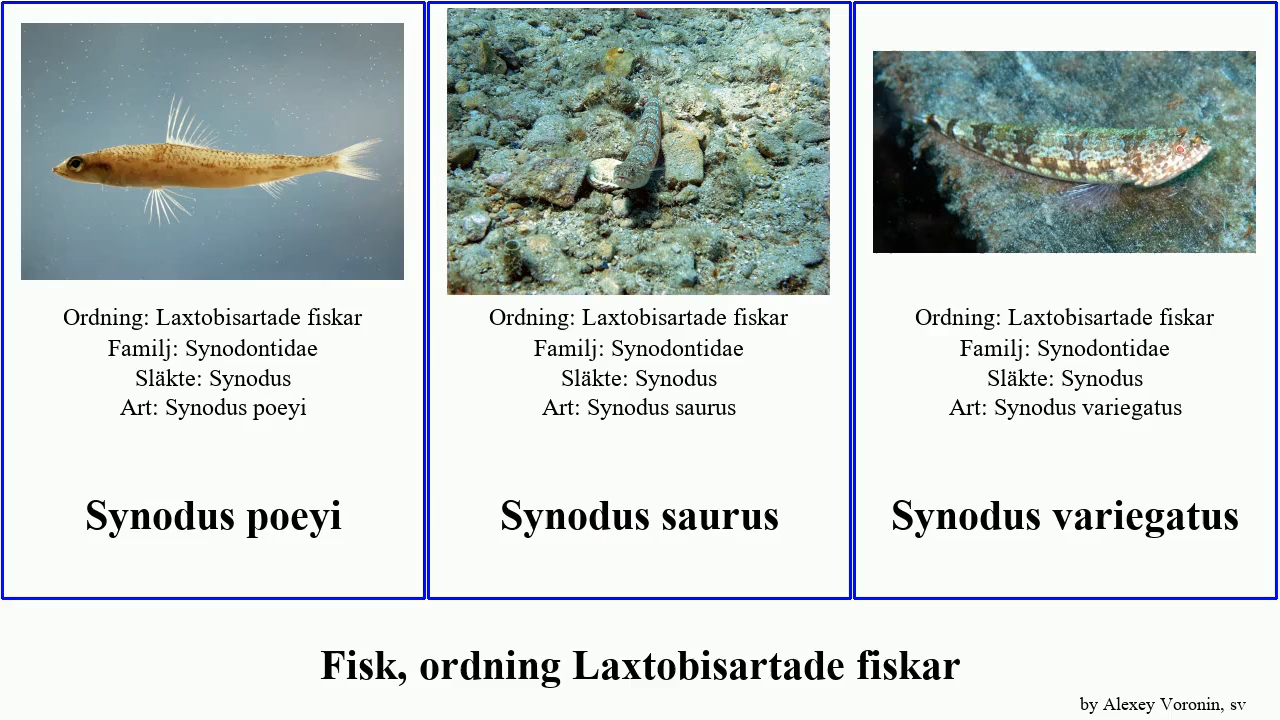 Ordning: Laxtobisartade fiskar
Familj: Synodontidae
Släkte: Synodus
Art: Synodus poeyi
Synodus poeyi
Ordning: Laxtobisartade fiskar
Familj: Synodontidae
Släkte: Synodus
Art: Synodus saurus
Synodus saurus
Ordning: Laxtobisartade fiskar
Familj: Synodontidae
Släkte: Synodus
Art: Synodus variegatus
Synodus variegatus
Fisk, ordning Laxtobisartade fiskar
by Alexey Voronin, sv